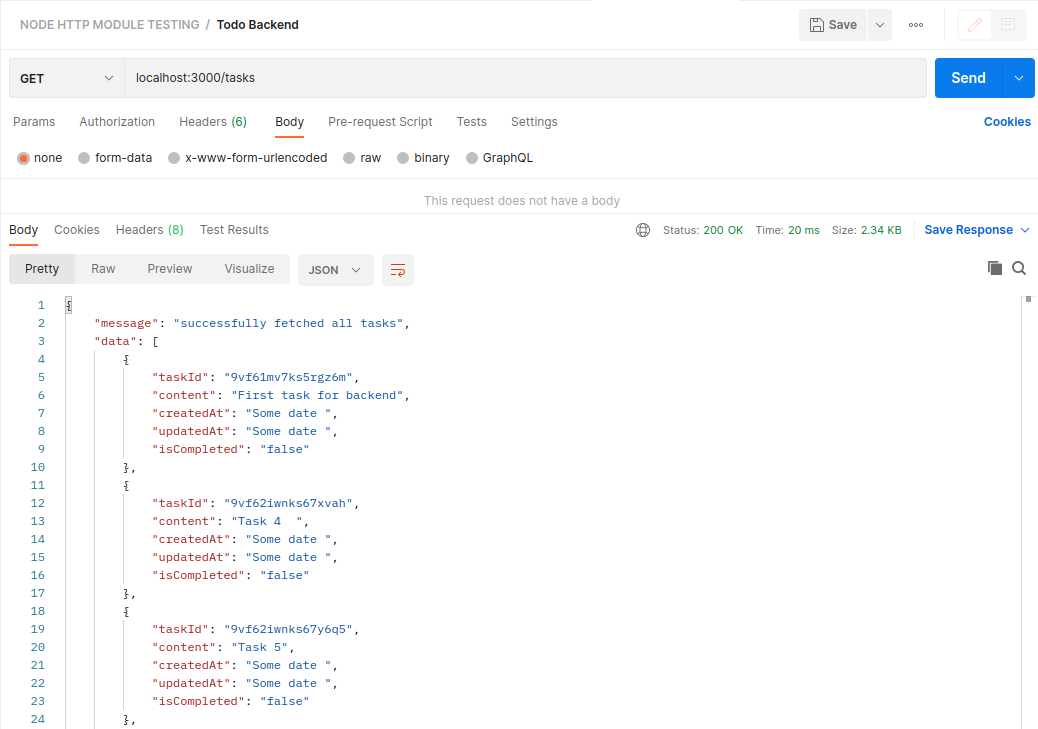 NODE HTTP MODULE TESTING / Todo Backend Save
GET localhost:3000/tasks Send
Params Authorization Headers (6) Body Pre-request Script Tests Settings Cookies
none form-data x-www-form-urlencoded raw binary GraphQL
This request does not have a body
Body Cookies Headers (8) Test Results Status: 200 OK Time: 20 ms Size: 2.34 KB Save Response
Pretty Raw Preview Visualize JSON
1 {
2 "message": "successfully fetched all tasks",
3 "data": [
4 {
5 "taskId": "9vf61mv7ks5rgz6m",
6 "content": "First task for backend",
7 "createdAt": "Some date ",
8 "updatedAt": "Some date ",
9 "isCompleted": "false"
10 },
11 {
12 "taskId": "9vf62iwnks67xvah",
13 "content": "Task 4  ",
14 "createdAt": "Some date ",
15 "updatedAt": "Some date ",
16 "isCompleted": "false"
17 },
18 {
19 "taskId": "9vf62iwnks67y6q5",
20 "content": "Task 5",
21 "createdAt": "Some date ",
22 "updatedAt": "Some date ",
23 "isCompleted": "false"
24 },